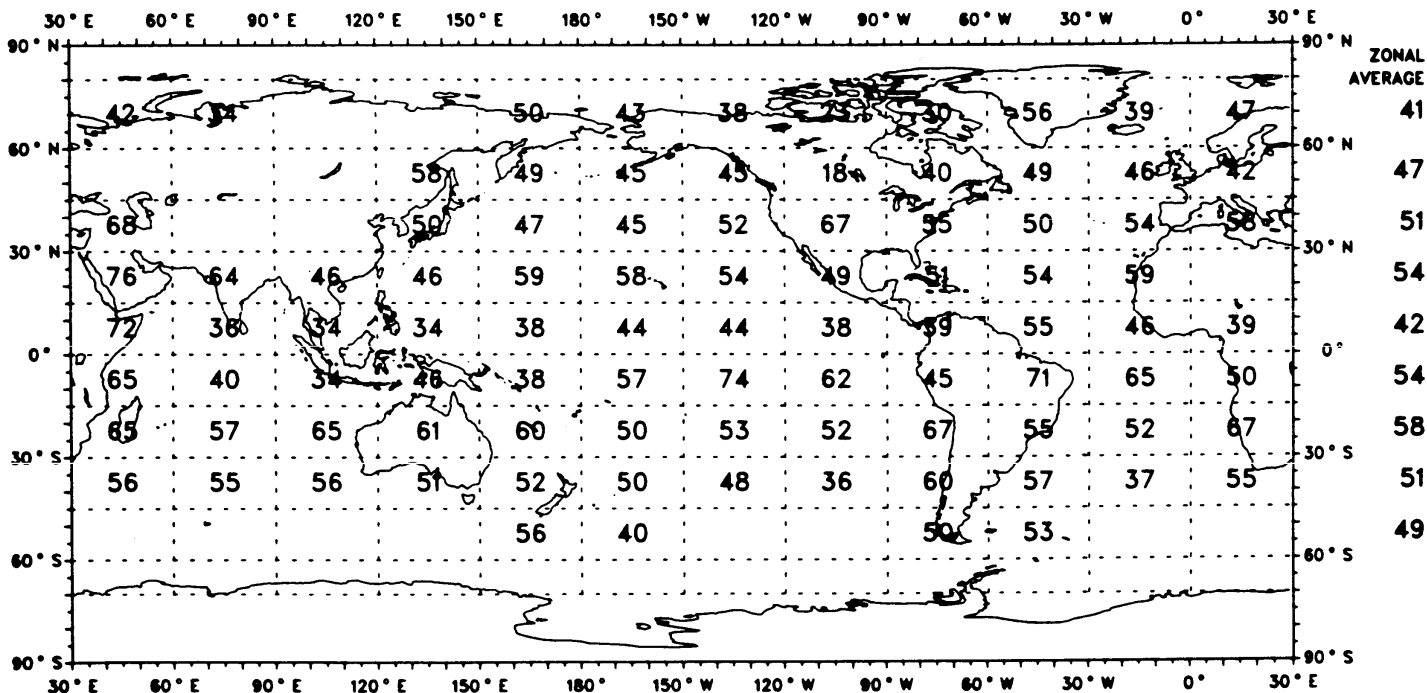 30° E 60° E 90° E 120° E 150° E 180° 150° W 120° W 90° W 60° W 30° W 0° 30° E
90° N 90° N
ZONAL
AVERAGE
42 34 50 43 38 23 30 56 39 47 41
60° N 60° N
58 49 45 45 18 40 49 46 42 47
68 50 47 45 52 67 55 50 54 58 51
30° N 30° N
76 64 46 46 59 58 54 49 51 54 59 54
72 36 34 34 38 44 44 38 39 55 46 39 42
0° 0°
65 40 34 46 38 57 74 62 45 71 65 50 54
65 57 65 61 60 50 53 52 67 55 52 67 58
30° S 30° S
56 55 56 51 52 50 48 36 60 57 37 55 51
56 40 50 53 49
60° S 60° S
90° S 90° S
30° E 60° E 90° E 120° E 150° E 180° 150° W 120° W 90° W 60° W 30° W 0° 30° E